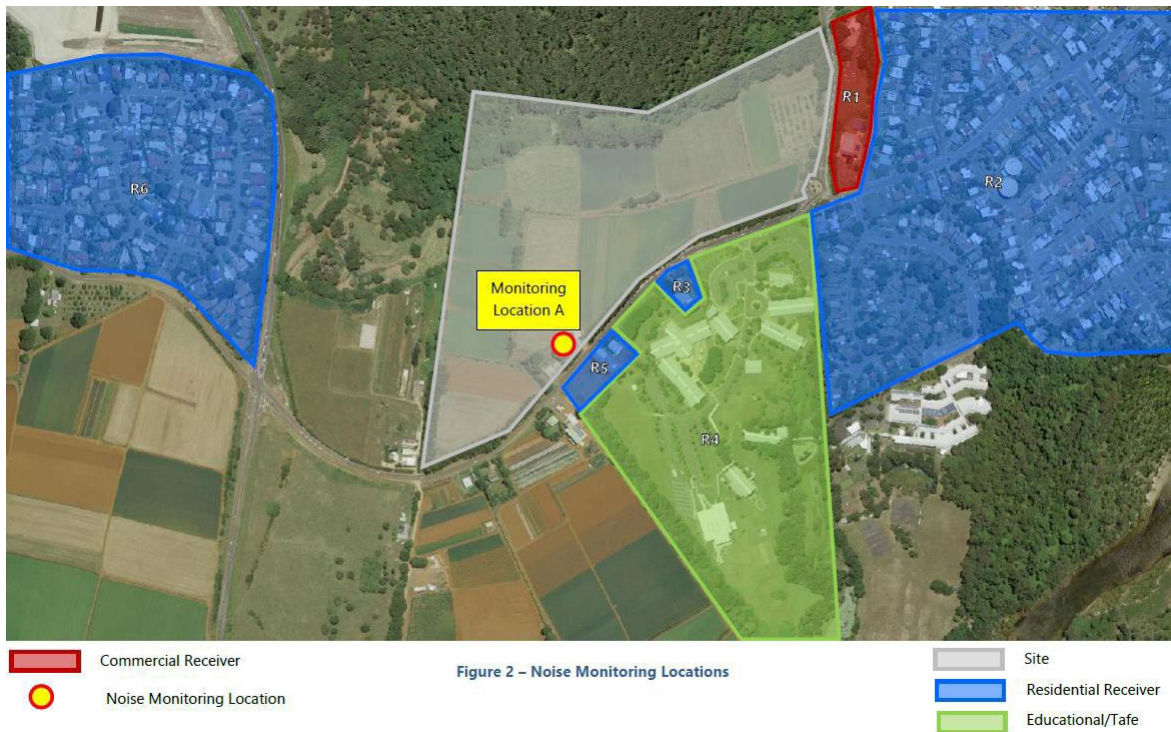 R1
R2
R6
Monitoring
Location A
R3
R5
R4
Commercial Receiver
Noise Monitoring Location
Figure 2 – Noise Monitoring Locations
Site
Residential Receiver
Educational/Tafe